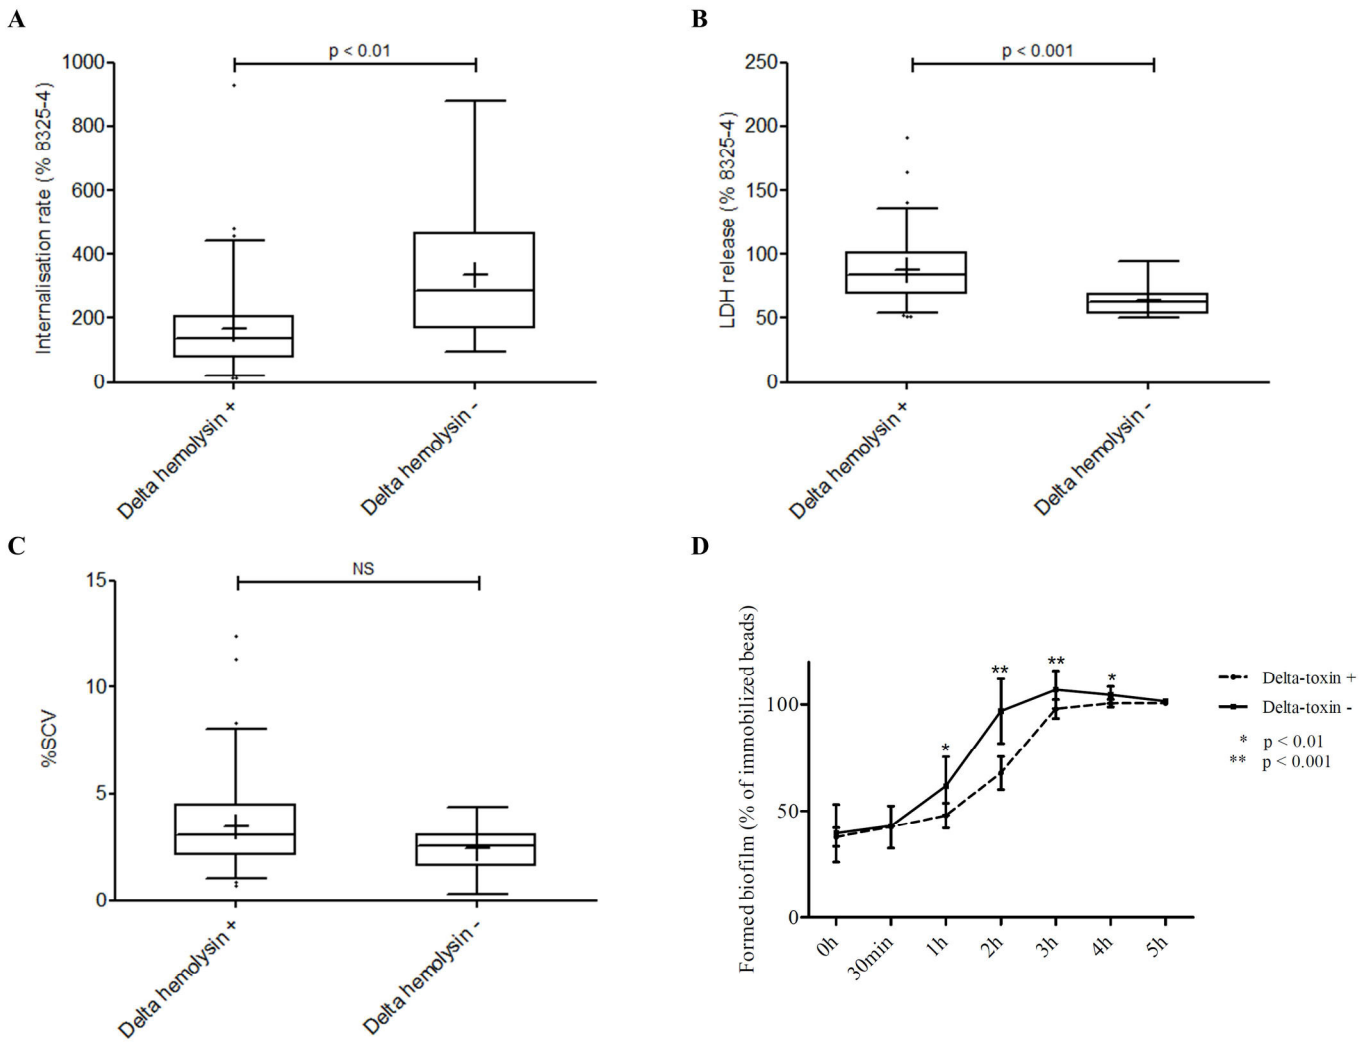 A
p < 0.01
Internalisation rate (% 8325-4)
1000
800
600
400
200
0
Delta hemolysin +
Delta hemolysin -
B
p < 0.001
LDH release (% 8325-4)
250
200
150
100
50
0
Delta hemolysin +
Delta hemolysin -
C
NS
%SCV
15
10
5
0
Delta hemolysin +
Delta hemolysin -
D
Formed biofilm (% of immobilized beads)
100
50
0
*
**
**
*
0h
30min
1h
2h
3h
4h
5h
Delta-toxin +
Delta-toxin -
* p < 0.01
** p < 0.001